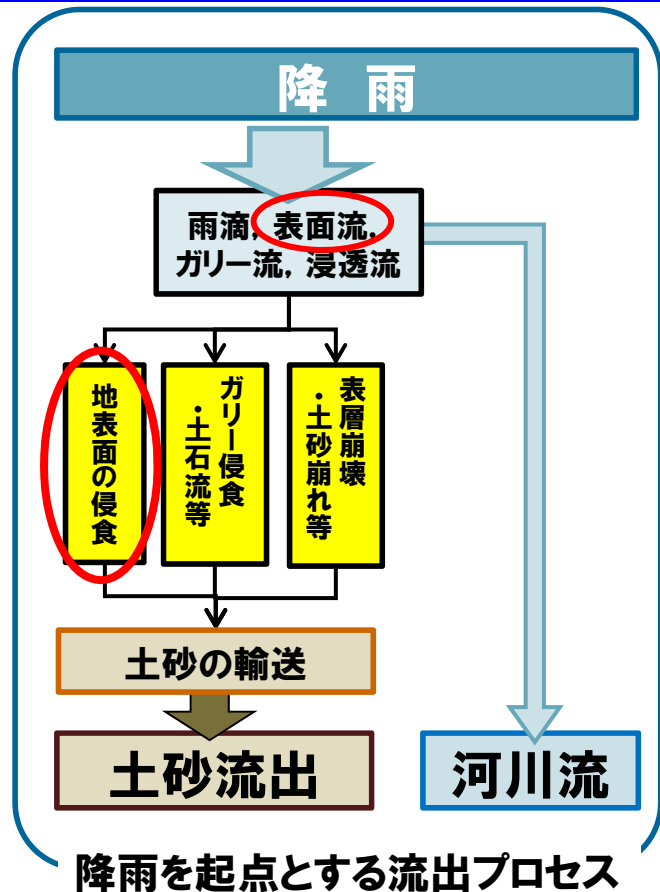 降 雨
雨滴, 表面流,
ガリー流, 浸透流
地表面の侵食
ガリー侵食
・土石流等
表層崩壊
・土砂崩れ等
土砂の輸送
土砂流出
河川流
降雨を起点とする流出プロセス